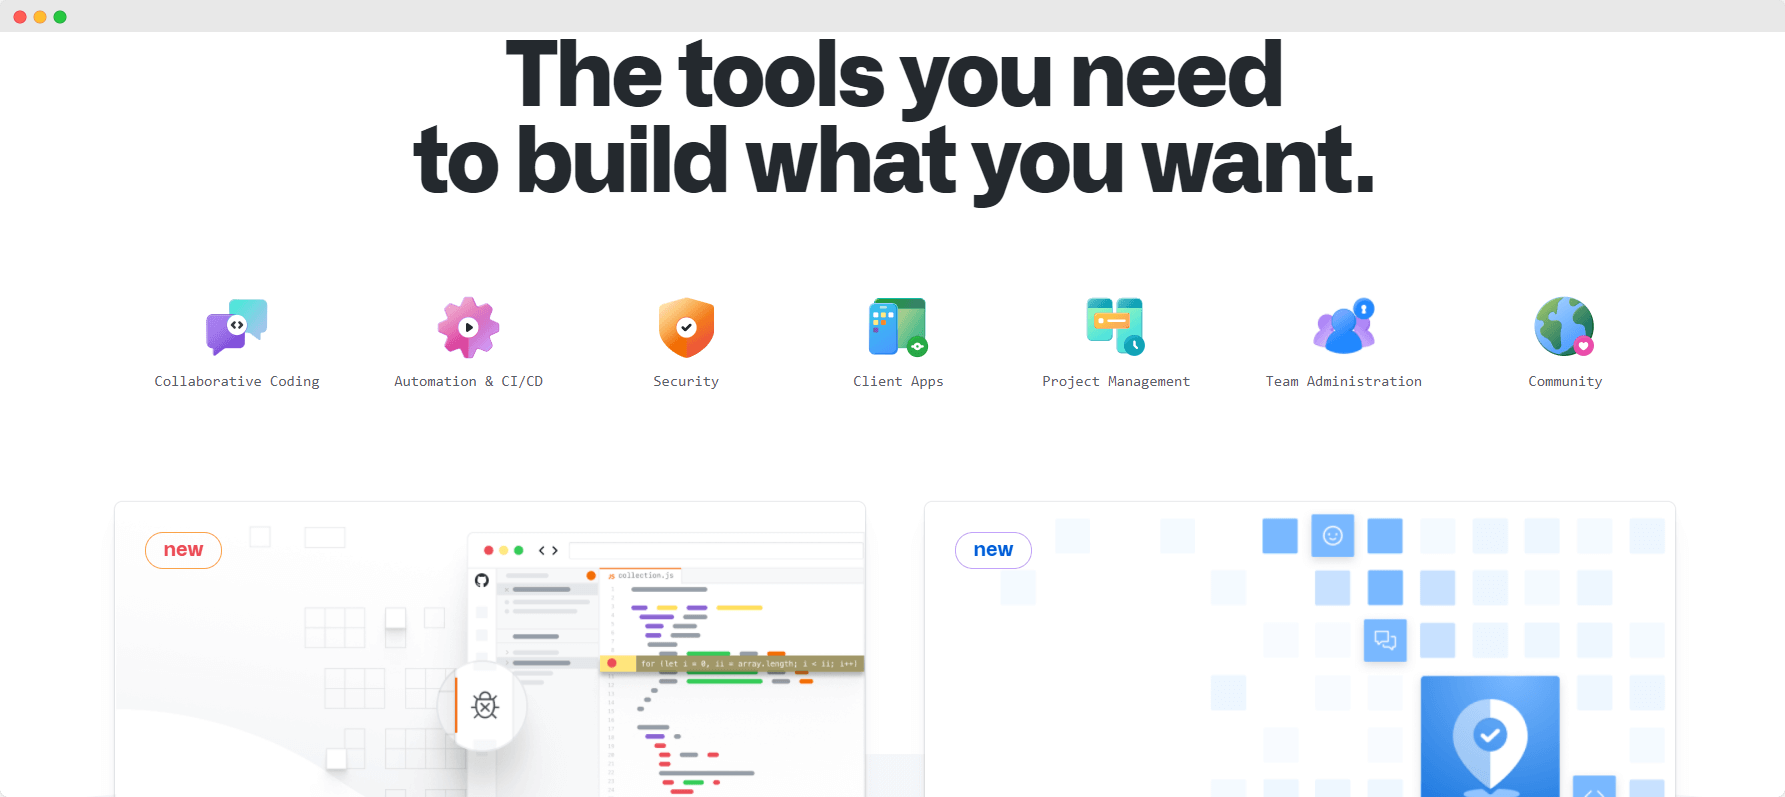 The tools you need
to build what you want.
Collaborative Coding
Automation & CI/CD
Security
Client Apps
Project Management
Team Administration
Community
new
new
JS collection.js
for (let i = 0, ii = array.length; i < ii; i++)